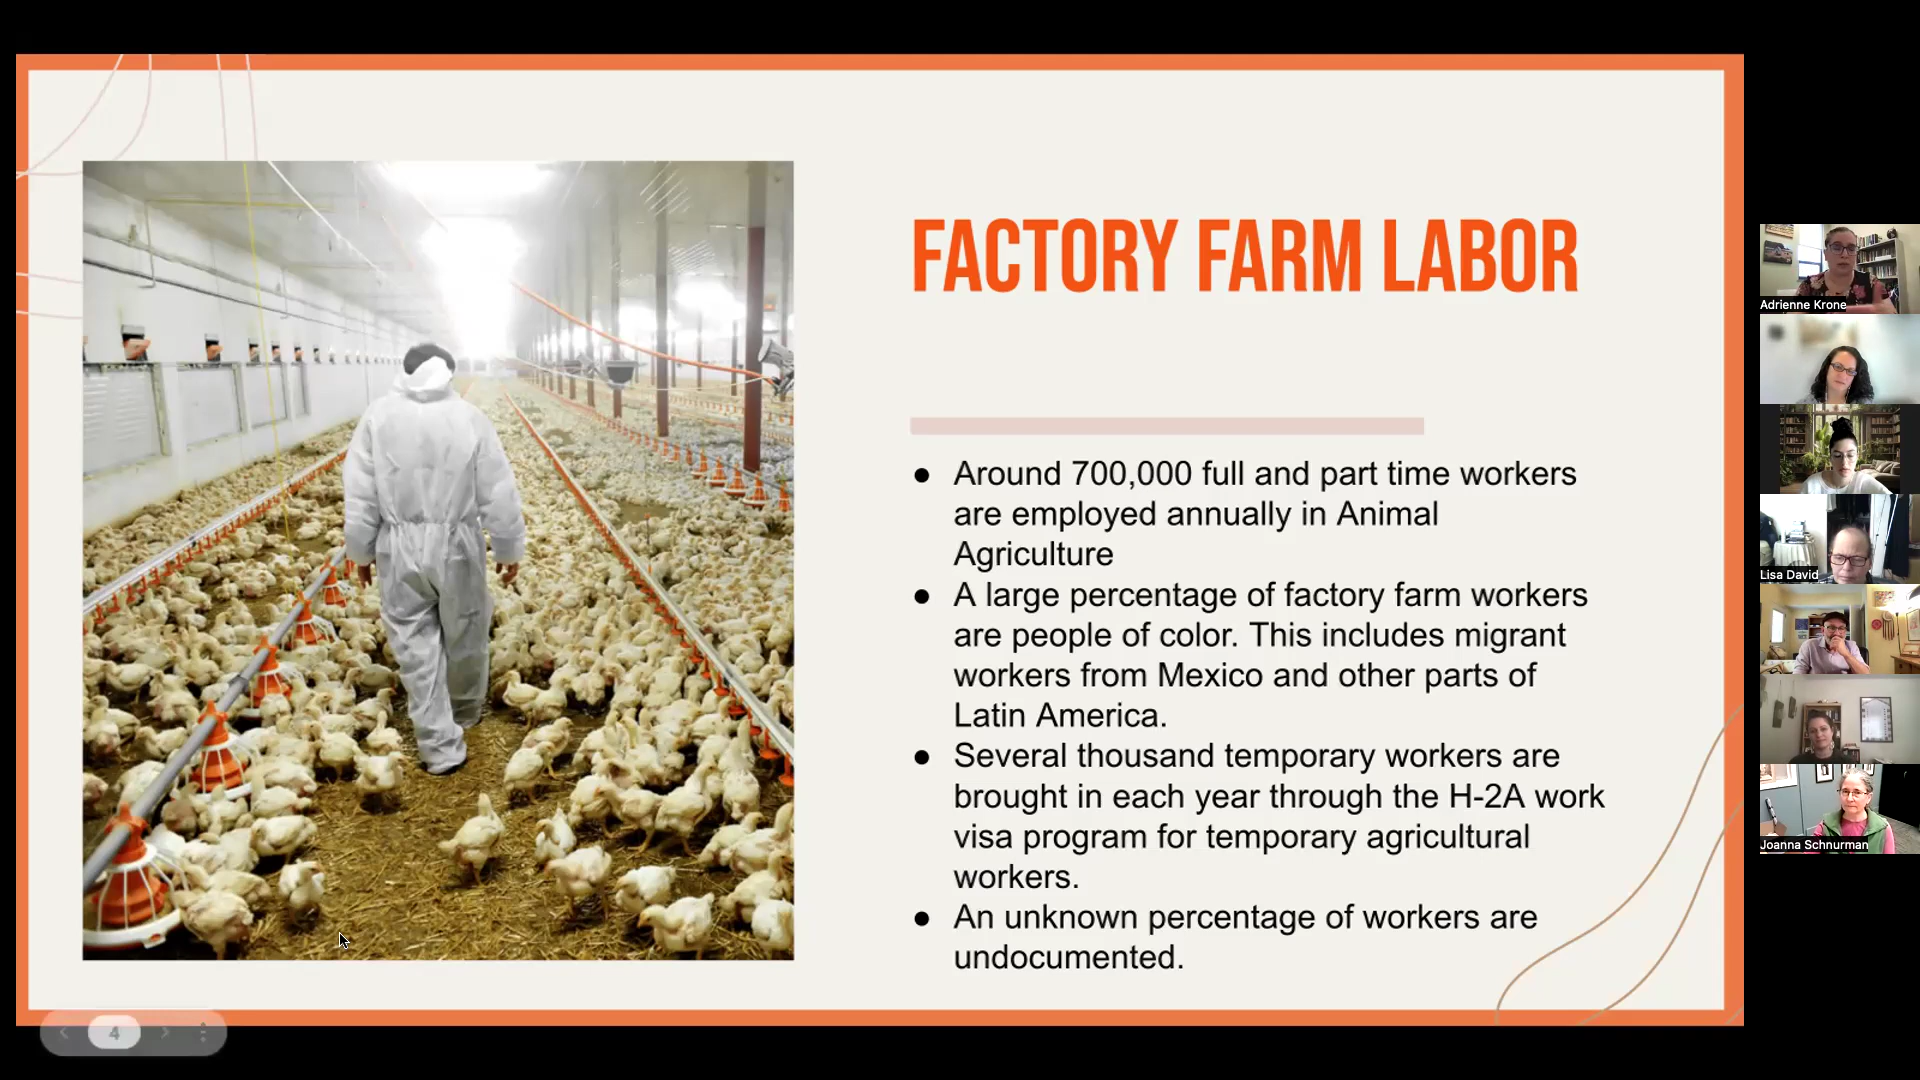 FACTORY FARM LABOR
● Around 700,000 full and part time workers
are employed annually in Animal
Agriculture
● A large percentage of factory farm workers
are people of color. This includes migrant
workers from Mexico and other parts of
Latin America.
● Several thousand temporary workers are
brought in each year through the H-2A work
visa program for temporary agricultural
workers.
● An unknown percentage of workers are
undocumented.
4
Adrienne Krone
Lisa David
Joanna Schnurman